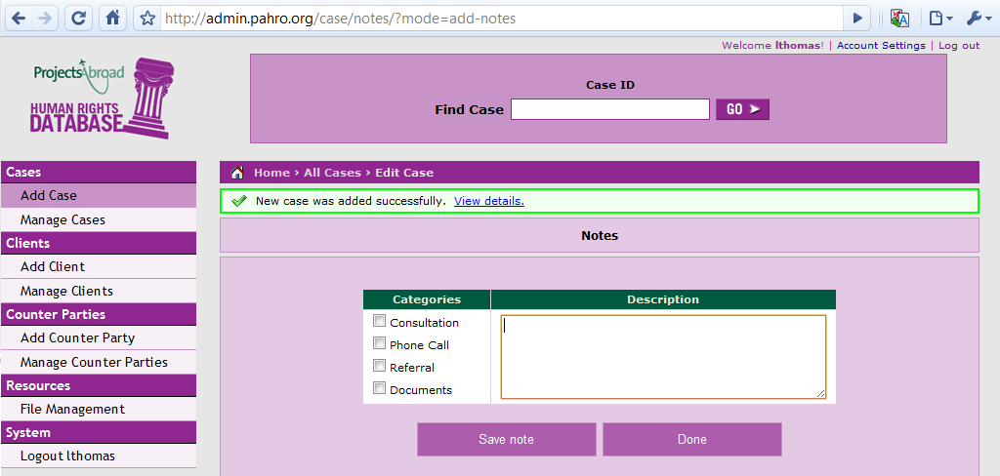 http://admin.pahro.org/case/notes/?mode=add-notes
Welcome lthomas! | Account Settings | Log out
ProjectsAbroad
HUMAN RIGHTS
DATABASE
Case ID
Find Case
GO
Cases
Add Case
Manage Cases
Clients
Add Client
Manage Clients
Counter Parties
Add Counter Party
Manage Counter Parties
Resources
File Management
System
Logout lthomas
Home › All Cases › Edit Case
New case was added successfully. View details.
Notes
Categories Description
Consultation
Phone Call
Referral
Documents
Save note Done